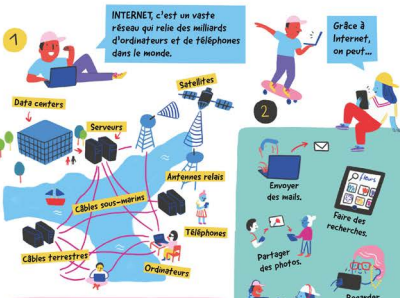 1
INTERNET, c'est un vaste
réseau qui relie des milliards
d'ordinateurs et de téléphones
dans le monde.
Grâce à
Internet,
on peut...
Satellites
Data centers
Serveurs
Antennes relais
Câbles sous-marins
Téléphones
Câbles terrestres
Ordinateurs
2
Envoyer
des mails.
fleurs
Faire des
recherches.
Partager
des photos.